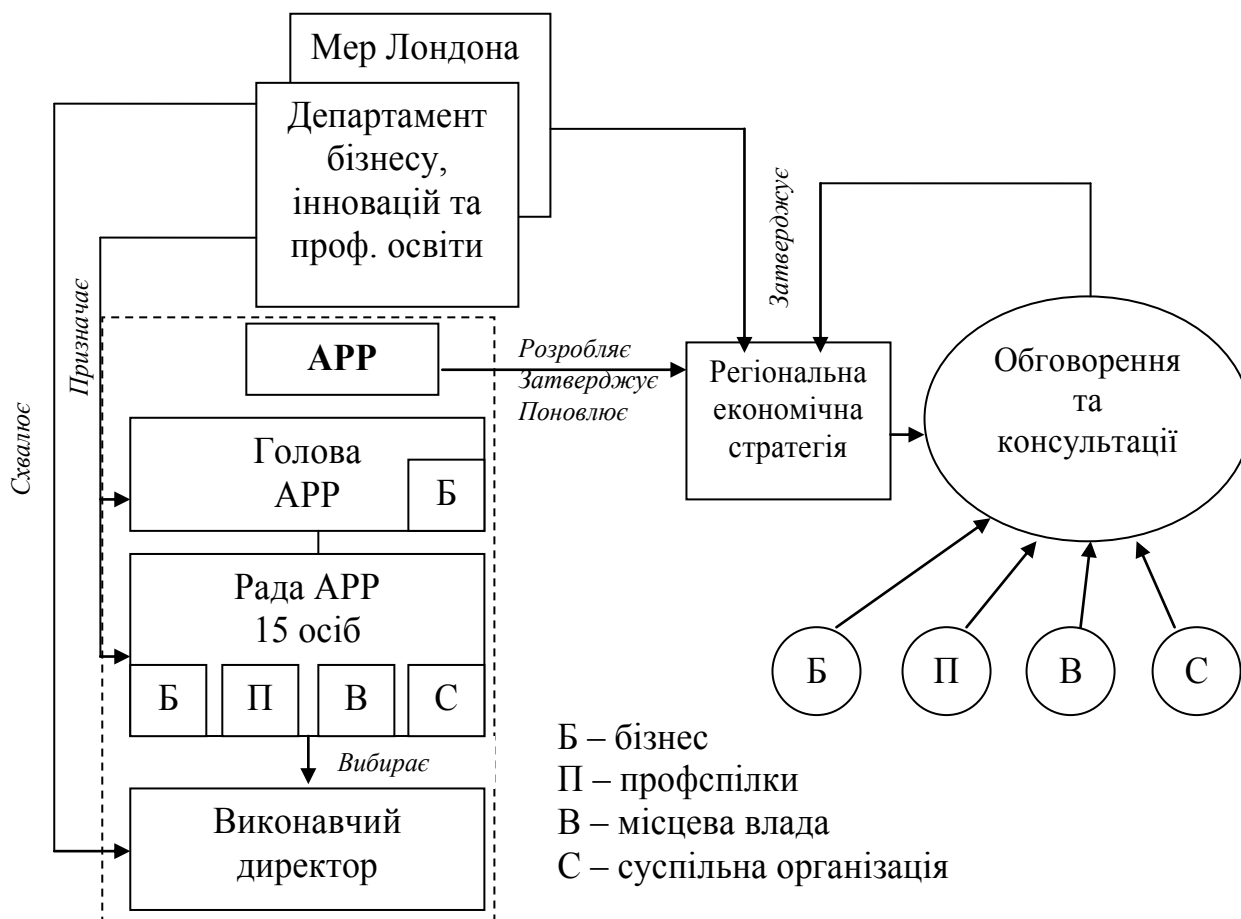 Мер Лондона
Департамент
бізнесу,
інновацій та
проф. освіти
Схвалює
Призначає
АРР
Розробляє
Затверджує
Поновлює
Затверджує
Регіональна
економічна
стратегія
Обговорення
та
консультації
Голова
АРР
Б
Рада АРР
15 осіб
Б П В С
Вибирає
Виконавчий
директор
Б П В С
Б – бізнес
П – профспілки
В – місцева влада
С – суспільна організація